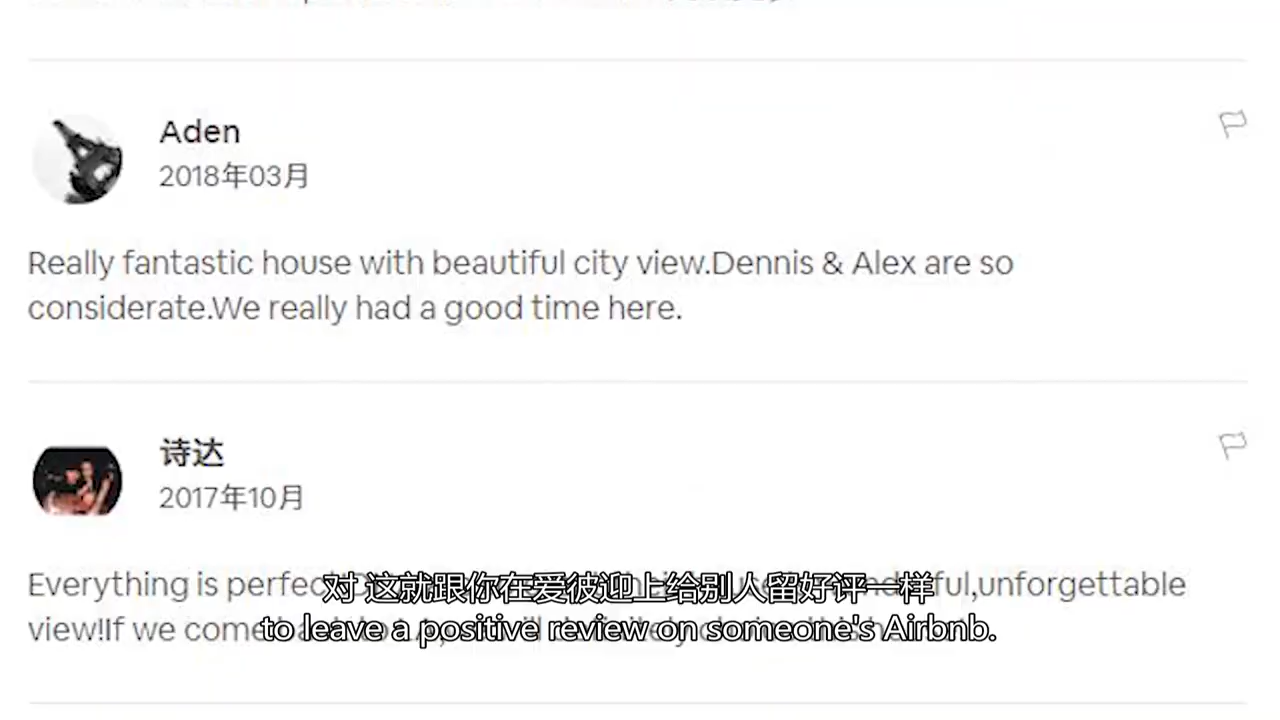 Aden
2018年03月
Really fantastic house with beautiful city view.Dennis & Alex are so
considerate.We really had a good time here.
诗达
2017年10月
Everything is perfect ful,unforgettable
对 这就跟你在爱彼迎上给别人留好评一样
view!If we come
to leave a positive review on someone's Airbnb.